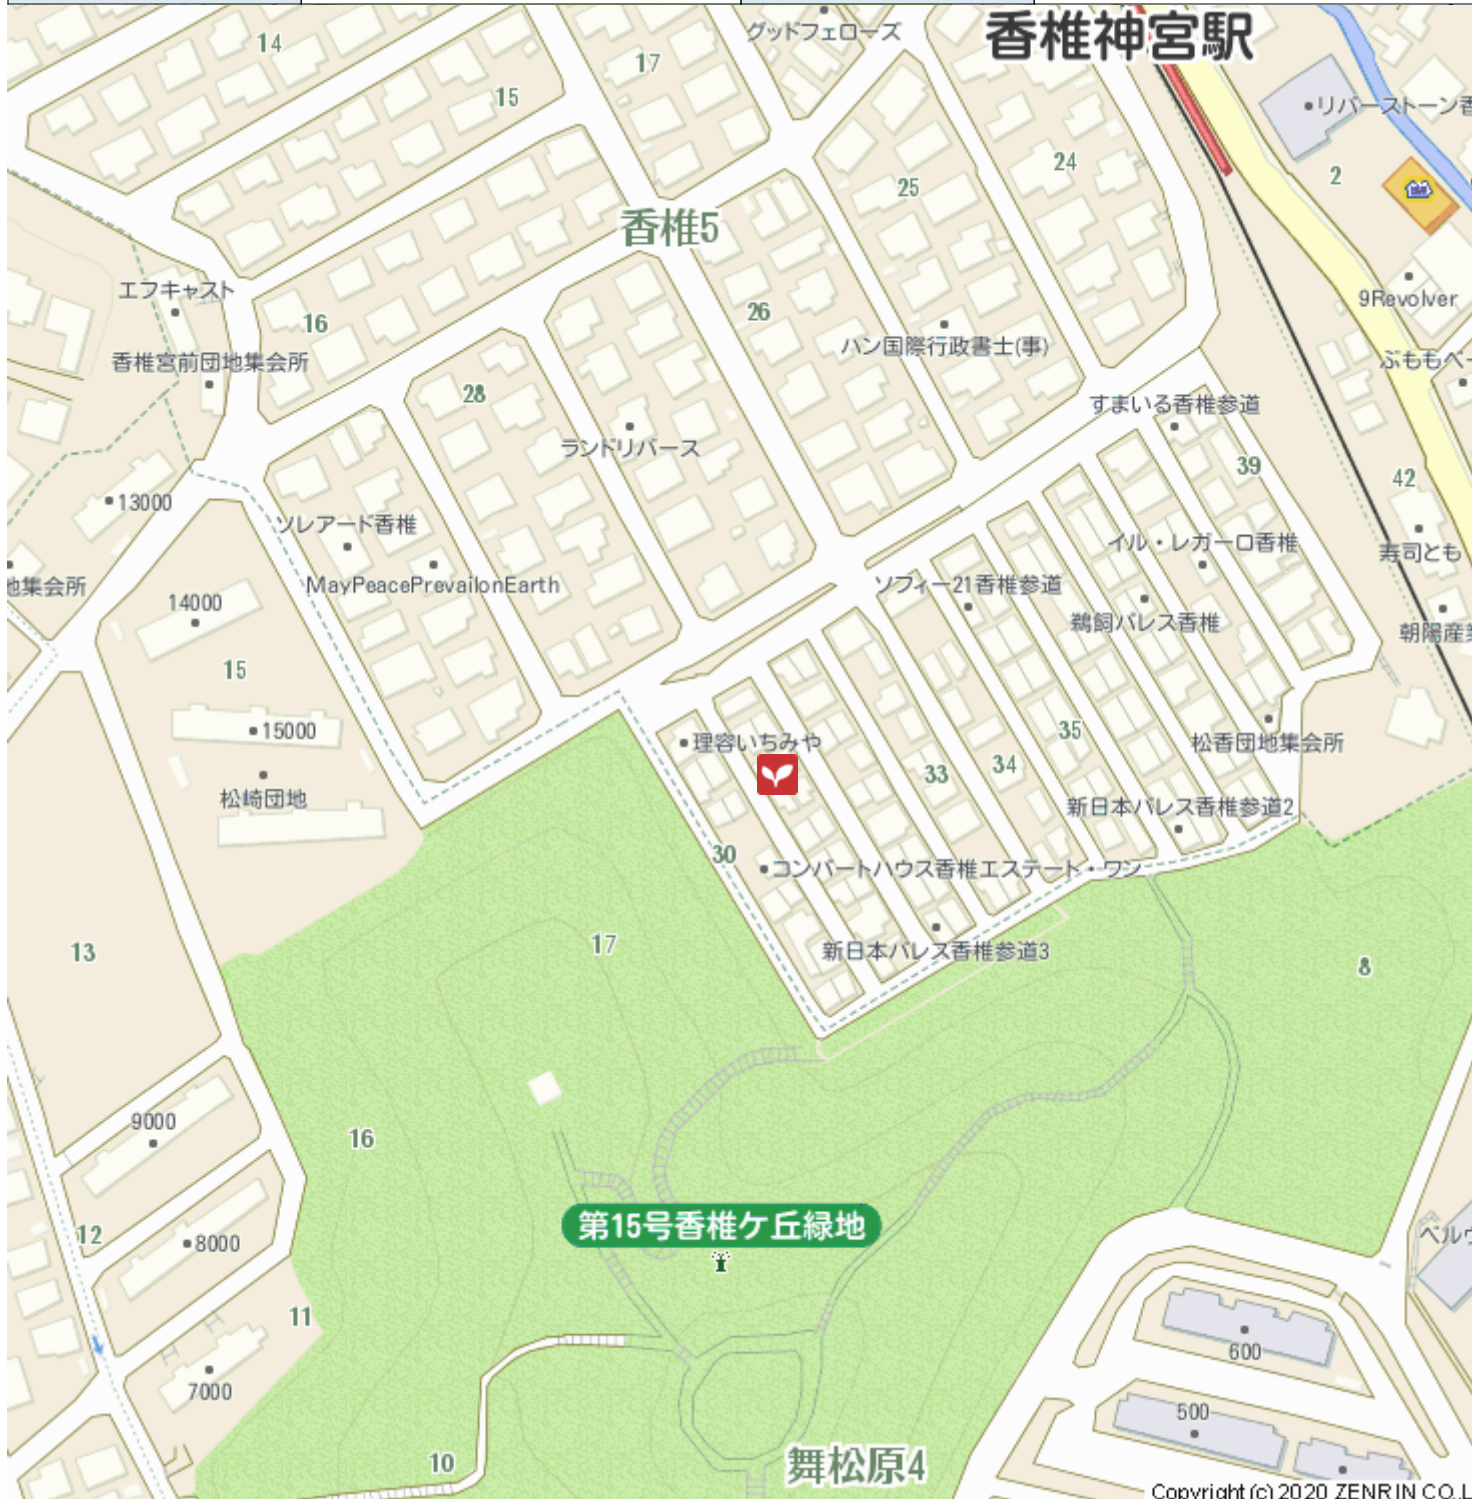 グッドフェローズ
香椎神宮駅
14
17
15
リバーストーン香
24
2
25
香椎5
エフキャスト
9Revolver
16
26
ハン国際行政書士(事)
香椎宮前団地集会所
ぶももべー
28
すまいる香椎参道
ランドリバース
39
42
13000
ソレアード香椎
イル・レガーロ香椎
寿司とも
MayPeacePrevailonEarth
ソフィー21香椎参道
地集会所
14000
鵜飼パレス香椎
朝陽産業
15
15000
35
理容いちみや
松香団地集会所
34
33
松崎団地
新日本パレス香椎参道2
30
コンバートハウス香椎エステート・ワン
17
13
新日本パレス香椎参道3
8
9000
16
第15号香椎ケ丘緑地
12
8000
ベルヴ
11
600
7000
500
10
舞松原4
Copyright (c) 2020 ZENRIN CO.,L